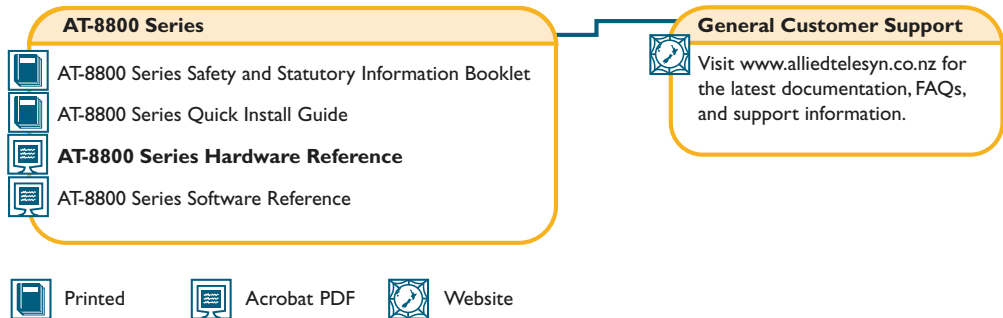 AT-8800 Series
AT-8800 Series Safety and Statutory Information Booklet
AT-8800 Series Quick Install Guide
AT-8800 Series Hardware Reference
AT-8800 Series Software Reference
General Customer Support
Visit www.alliedtelesyn.co.nz for
the latest documentation, FAQs,
and support information.
Printed
Acrobat PDF
Website